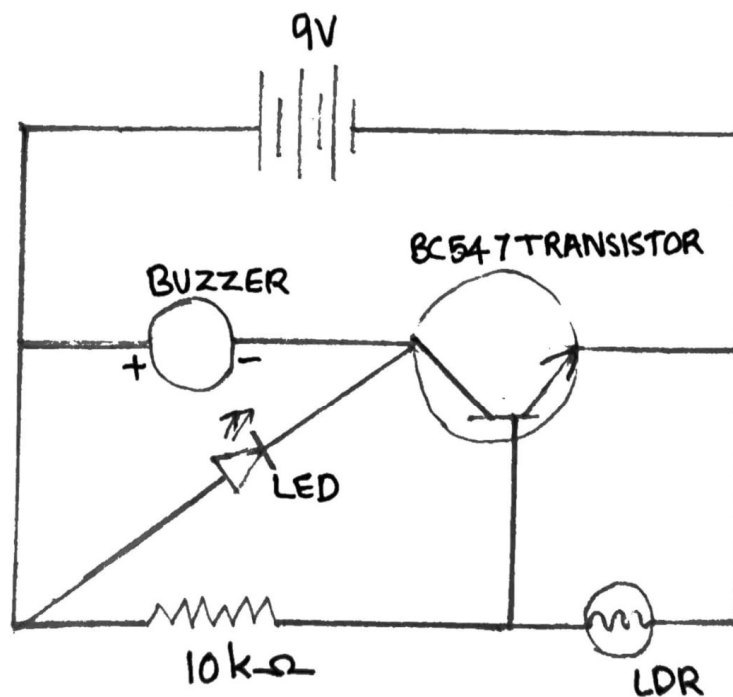 9V
BC547 TRANSISTOR
BUZZER
+ -
LED
10kΩ
LDR